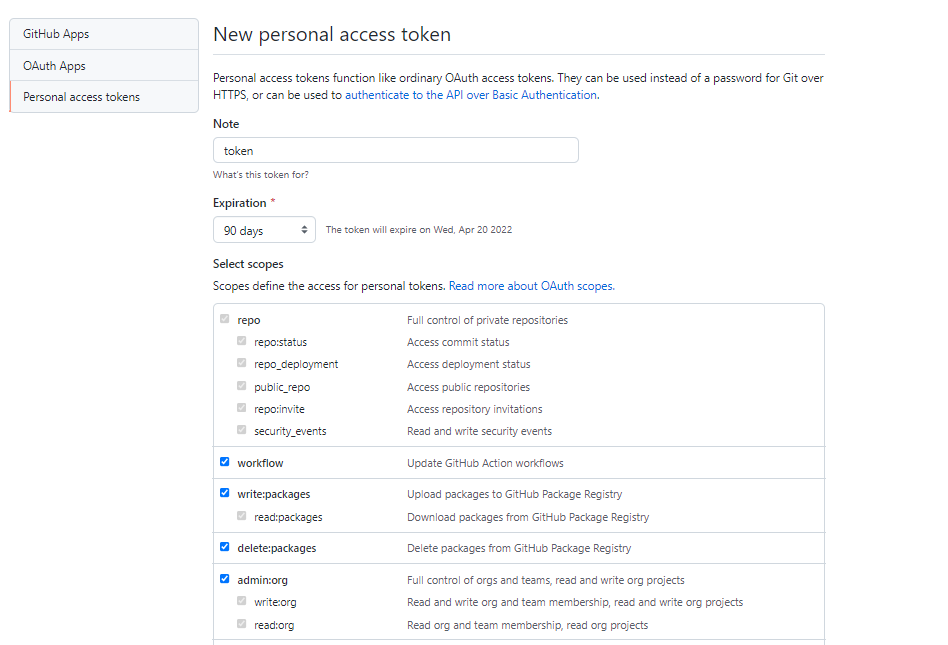 GitHub Apps
OAuth Apps
Personal access tokens
New personal access token
Personal access tokens function like ordinary OAuth access tokens. They can be used instead of a password for Git over
HTTPS, or can be used to authenticate to the API over Basic Authentication.
Note
token
What's this token for?
Expiration *
90 days The token will expire on Wed, Apr 20 2022
Select scopes
Scopes define the access for personal tokens. Read more about OAuth scopes.
repo Full control of private repositories
repo:status Access commit status
repo_deployment Access deployment status
public_repo Access public repositories
repo:invite Access repository invitations
security_events Read and write security events
workflow Update GitHub Action workflows
write:packages Upload packages to GitHub Package Registry
read:packages Download packages from GitHub Package Registry
delete:packages Delete packages from GitHub Package Registry
admin:org Full control of orgs and teams, read and write org projects
write:org Read and write org and team membership, read and write org projects
read:org Read org and team membership, read org projects